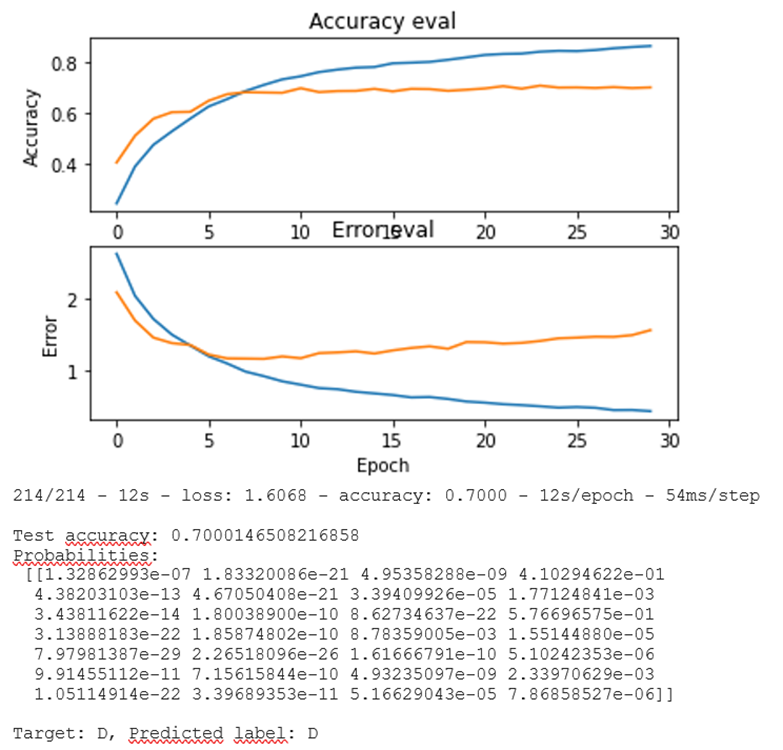 Accuracy eval
Accuracy
0.8
0.6
0.4
0 5 10 15 20 25 30
Error eval
Error
2
1
0 5 10 15 20 25 30
Epoch
214/214 - 12s - loss: 1.6068 - accuracy: 0.7000 - 12s/epoch - 54ms/step
Test accuracy: 0.7000146508216858
Probabilities:
[[1.32862993e-07 1.83320086e-21 4.95358288e-09 4.10294622e-01
4.38203103e-13 4.67050408e-21 3.39409926e-05 1.77124841e-03
3.43811622e-14 1.80038900e-10 8.62734637e-22 5.76696575e-01
3.13888183e-22 1.85874802e-10 8.78359005e-03 1.55144880e-05
7.97981387e-29 2.26518096e-26 1.61666791e-10 5.10242353e-06
9.91455112e-11 7.15615844e-10 4.93235097e-09 2.33970629e-03
1.05114914e-22 3.39689353e-11 5.16629043e-05 7.86858527e-06]]
Target: D, Predicted label: D